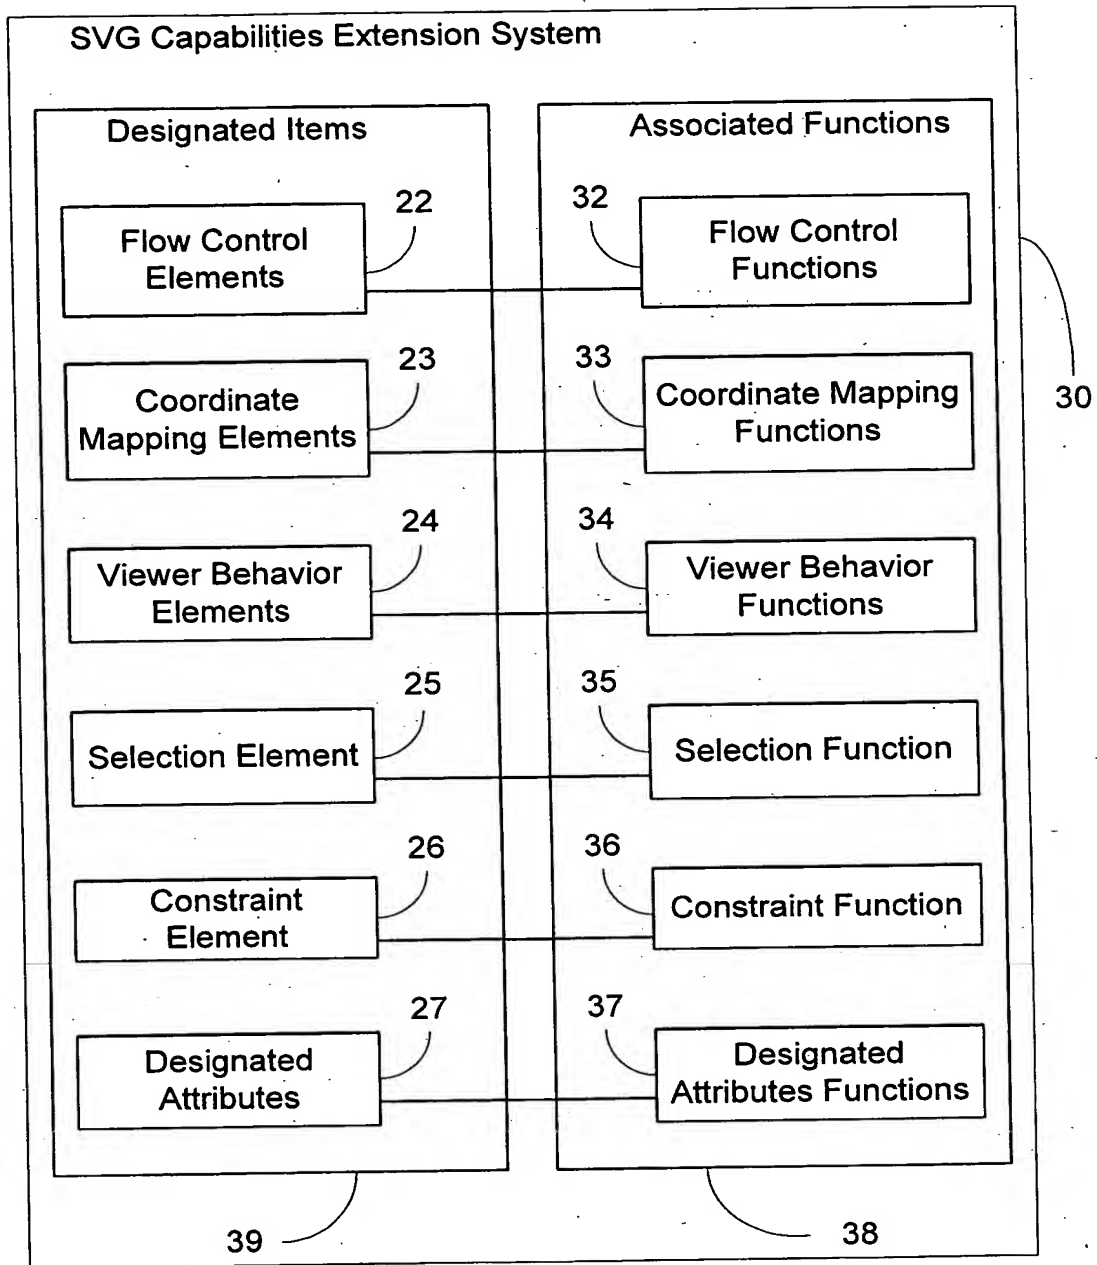 SVG Capabilities Extension System
Designated Items
Associated Functions
22
32
Flow Control
Elements
Flow Control
Functions
23
33
Coordinate
Mapping Elements
Coordinate Mapping
Functions
30
24
34
Viewer Behavior
Elements
Viewer Behavior
Functions
25
35
Selection Element
Selection Function
26
36
Constraint
Element
Constraint Function
27
37
Designated
Attributes
Designated
Attributes Functions
39
38